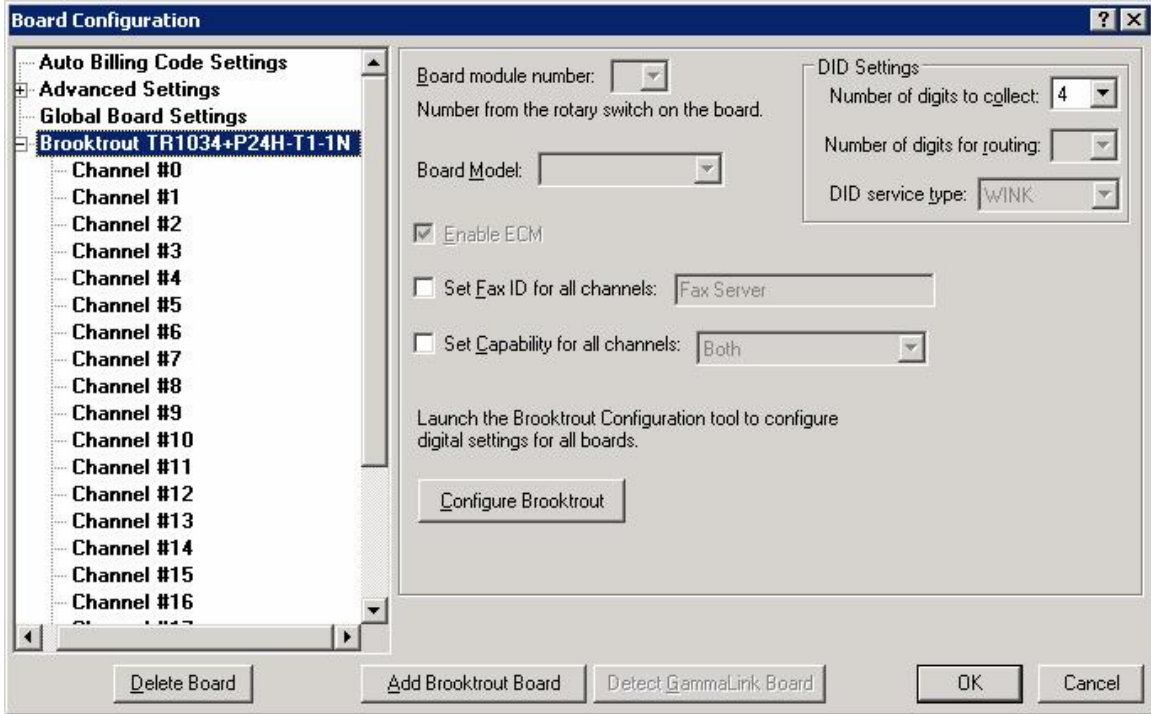 Board Configuration
Auto Billing Code Settings
Advanced Settings
Global Board Settings
Brooktrout TR1034+P24H-T1-1N
Channel #0
Channel #1
Channel #2
Channel #3
Channel #4
Channel #5
Channel #6
Channel #7
Channel #8
Channel #9
Channel #10
Channel #11
Channel #12
Channel #13
Channel #14
Channel #15
Channel #16
Board module number:
Number from the rotary switch on the board.
Board Model:
Enable ECM
Set Fax ID for all channels: Fax Server
Set Capability for all channels: Both
Launch the Brooktrout Configuration tool to configure
digital settings for all boards.
Configure Brooktrout
DID Settings
Number of digits to collect: 4
Number of digits for routing:
DID service type: WINK
Delete Board
Add Brooktrout Board
Detect GammaLink Board
OK
Cancel